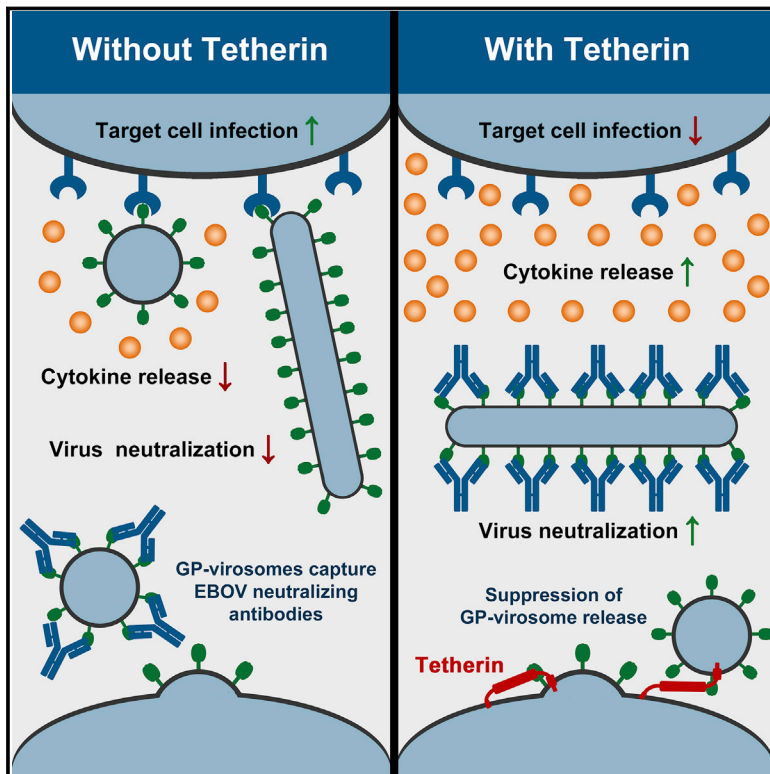 Without Tetherin
Target cell infection ↑
Cytokine release ↓
Virus neutralization ↓
GP-virosomes capture
EBOV neutralizing
antibodies
With Tetherin
Target cell infection ↓
Cytokine release ↑
Virus neutralization ↑
Suppression of
GP-virosome release
Tetherin